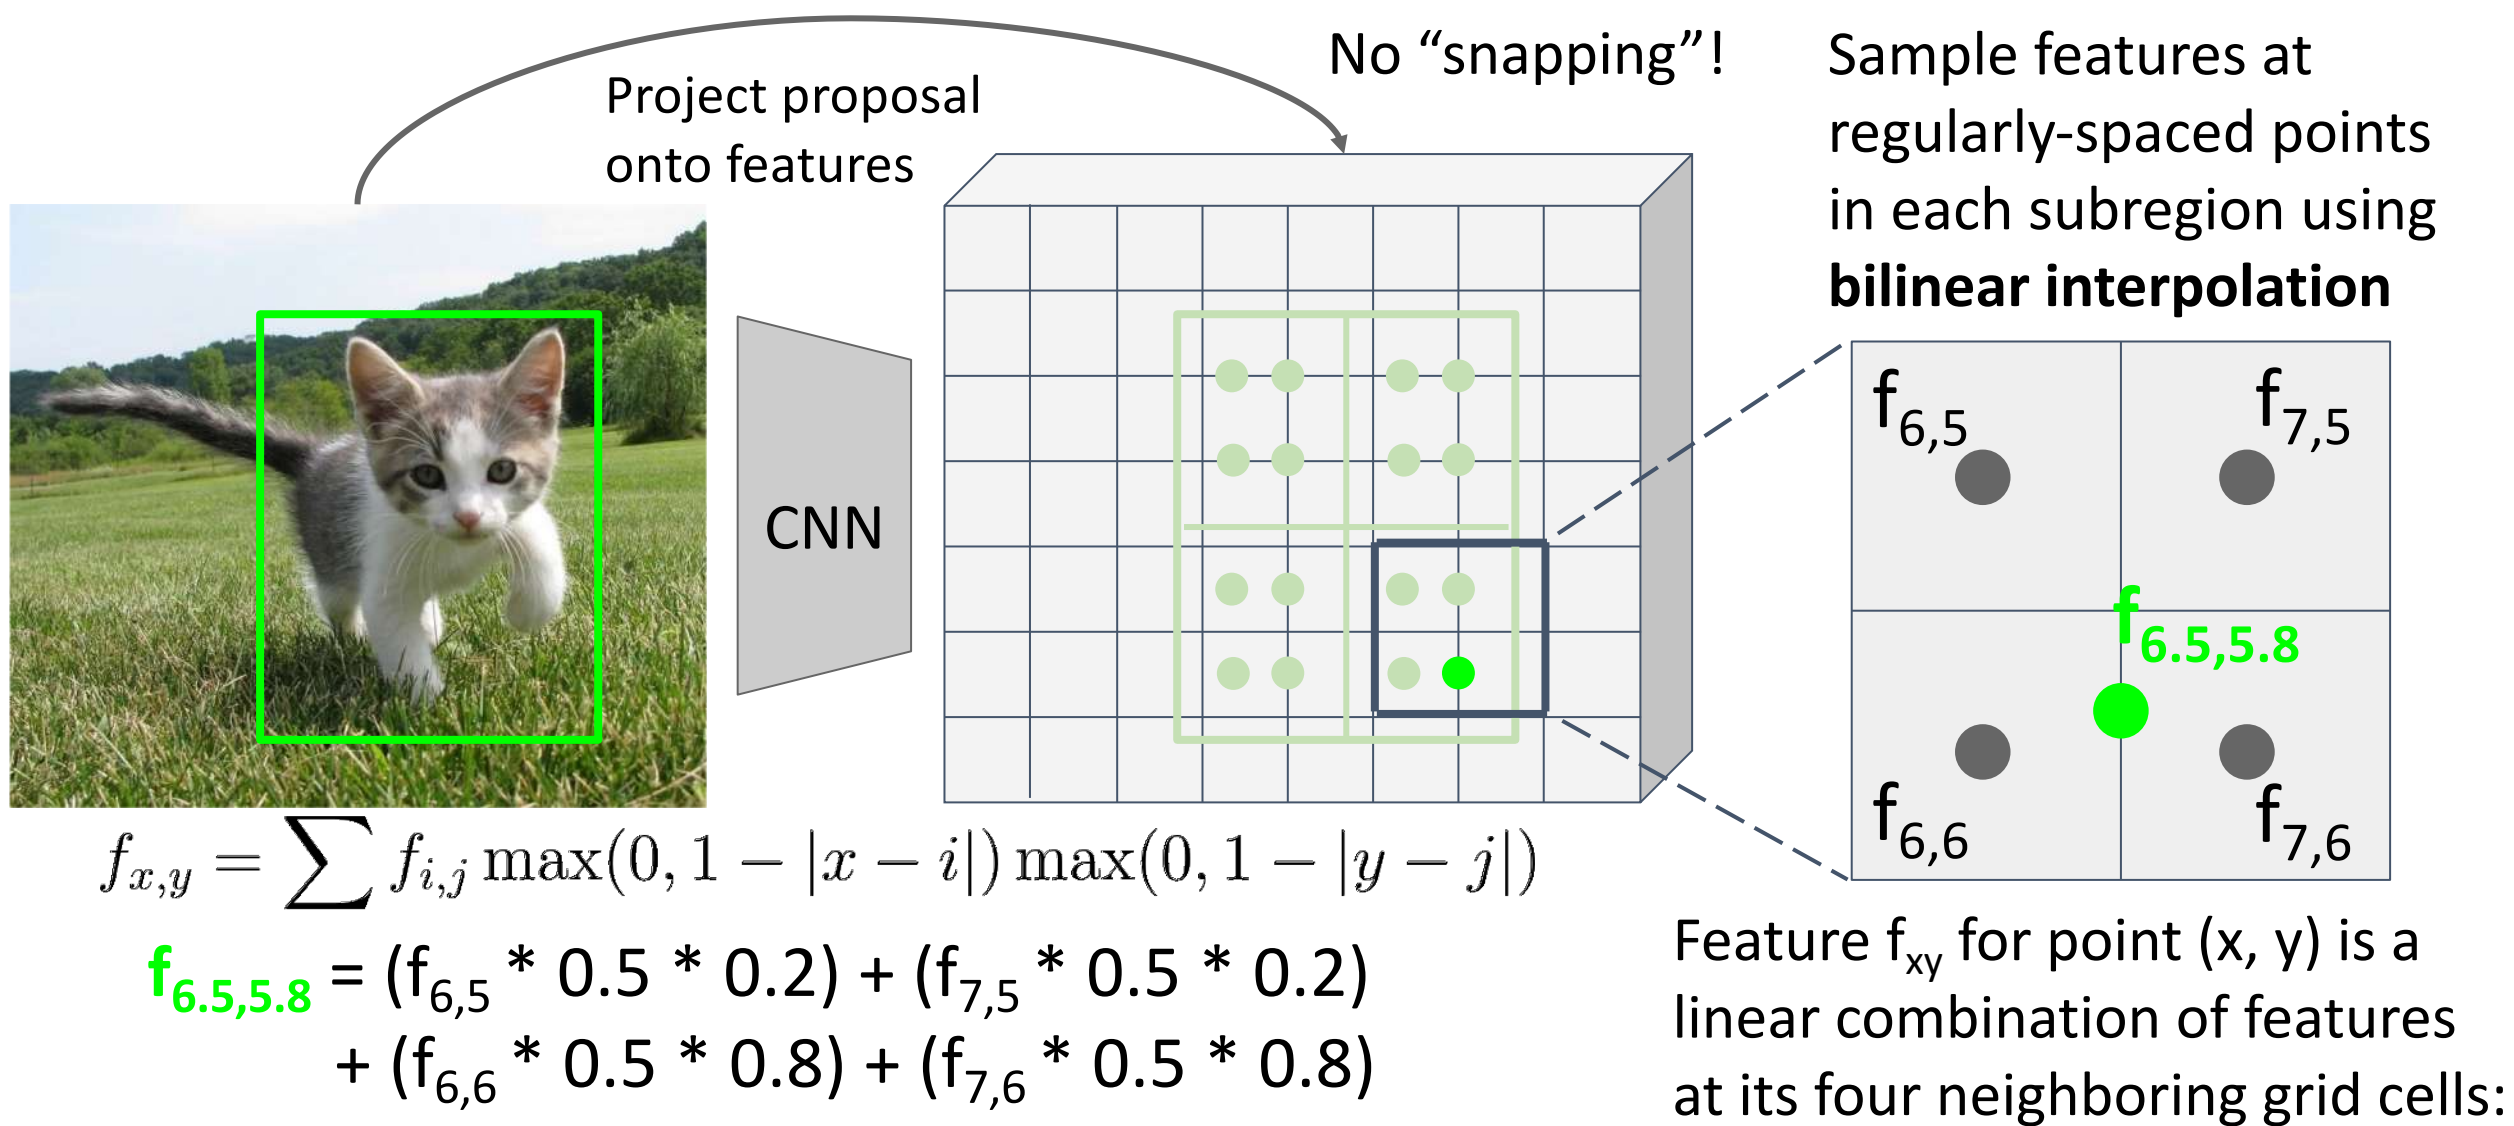 Project proposal
onto features
No “snapping”!
Sample features at
regularly-spaced points
in each subregion using
bilinear interpolation
CNN
f6,5
f7,5
f6.5,5.8
f6,6
f7,6
fx,y = ∑ fi,j max(0, 1 − |x − i|) max(0, 1 − |y − j|)
f6.5,5.8 = (f6,5 * 0.5 * 0.2) + (f7,5 * 0.5 * 0.2)
+ (f6,6 * 0.5 * 0.8) + (f7,6 * 0.5 * 0.8)
Feature fxy for point (x, y) is a
linear combination of features
at its four neighboring grid cells: